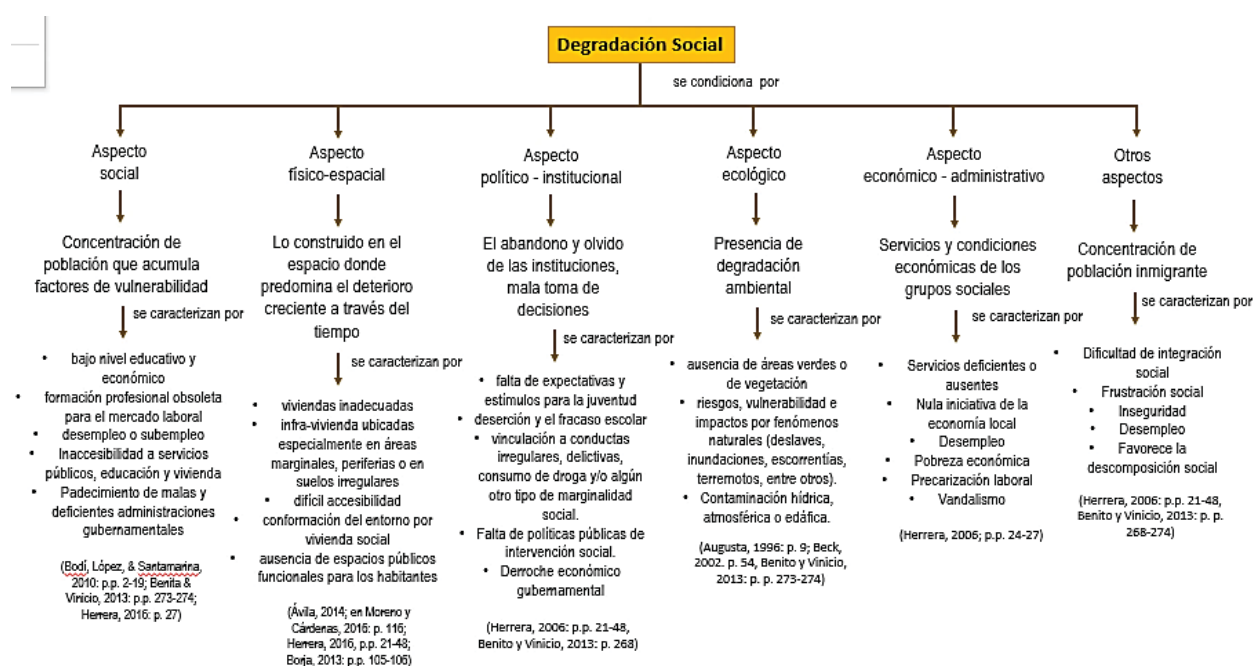 Degradación Social
se condiciona por
Aspecto
social
Concentración de
población que acumula
factores de vulnerabilidad
se caracterizan por
• bajo nivel educativo y
económico
• formación profesional obsoleta
para el mercado laboral
• desempleo o subempleo
• Inaccesibilidad a servicios
públicos, educación y vivienda
• Padecimiento de malas y
deficientes administraciones
gubernamentales
(Bodí, López, & Santamarina,
2010: p.p. 2-19; Benita &
Vinicio, 2013: p.p. 273-274;
Herrera, 2016: p. 27)
Aspecto
físico-espacial
Lo construido en el
espacio donde
predomina el deterioro
creciente a través del
tiempo
se caracterizan por
• viviendas inadecuadas
• infra-vivienda ubicadas
especialmente en áreas
marginales, periferias o en
suelos irregulares
• difícil accesibilidad
• conformación del entorno por
vivienda social
• ausencia de espacios públicos
funcionales para los habitantes
(Ávila, 2014; en Moreno y
Cárdenas, 2016: p. 116;
Herrera, 2016, p.p. 21-48;
Borja, 2013: p.p. 105-106)
Aspecto
político - institucional
El abandono y olvido
de las instituciones,
mala toma de
decisiones
se caracterizan por
• falta de expectativas y
estímulos para la juventud
• deserción y el fracaso escolar
• vinculación a conductas
irregulares, delictivas,
consumo de droga y/o algún
otro tipo de marginalidad
social.
• Falta de políticas públicas de
intervención social.
• Derroche económico
gubernamental
(Herrera, 2006: p.p. 21-48,
Benito y Vinicio, 2013: p. 268)
Aspecto
ecológico
Presencia de
degradación
ambiental
se caracterizan por
• ausencia de áreas verdes o
de vegetación
• riesgos, vulnerabilidad e
impactos por fenómenos
naturales (deslaves,
inundaciones, escorrentías,
terremotos, entre otros).
• Contaminación hídrica,
atmosférica o edáfica.
(Augusta, 1996: p. 9; Beck,
2002. p. 54, Benito y Vinicio,
2013: p. p. 273-274)
Aspecto
económico - administrativo
Servicios y condiciones
económicas de los
grupos sociales
se caracterizan por
• Servicios deficientes o
ausentes
• Nula iniciativa de la
economía local
• Desempleo
• Pobreza económica
• Precarización laboral
• Vandalismo
(Herrera, 2006; p.p. 24-27)
Otros
aspectos
Concentración de
población inmigrante
se caracterizan por
• Dificultad de integración
social
• Frustración social
• Inseguridad
• Desempleo
• Favorece la
descomposición social
(Herrera, 2006: p.p. 21-48,
Benito y Vinicio, 2013: p. p.
268-274)